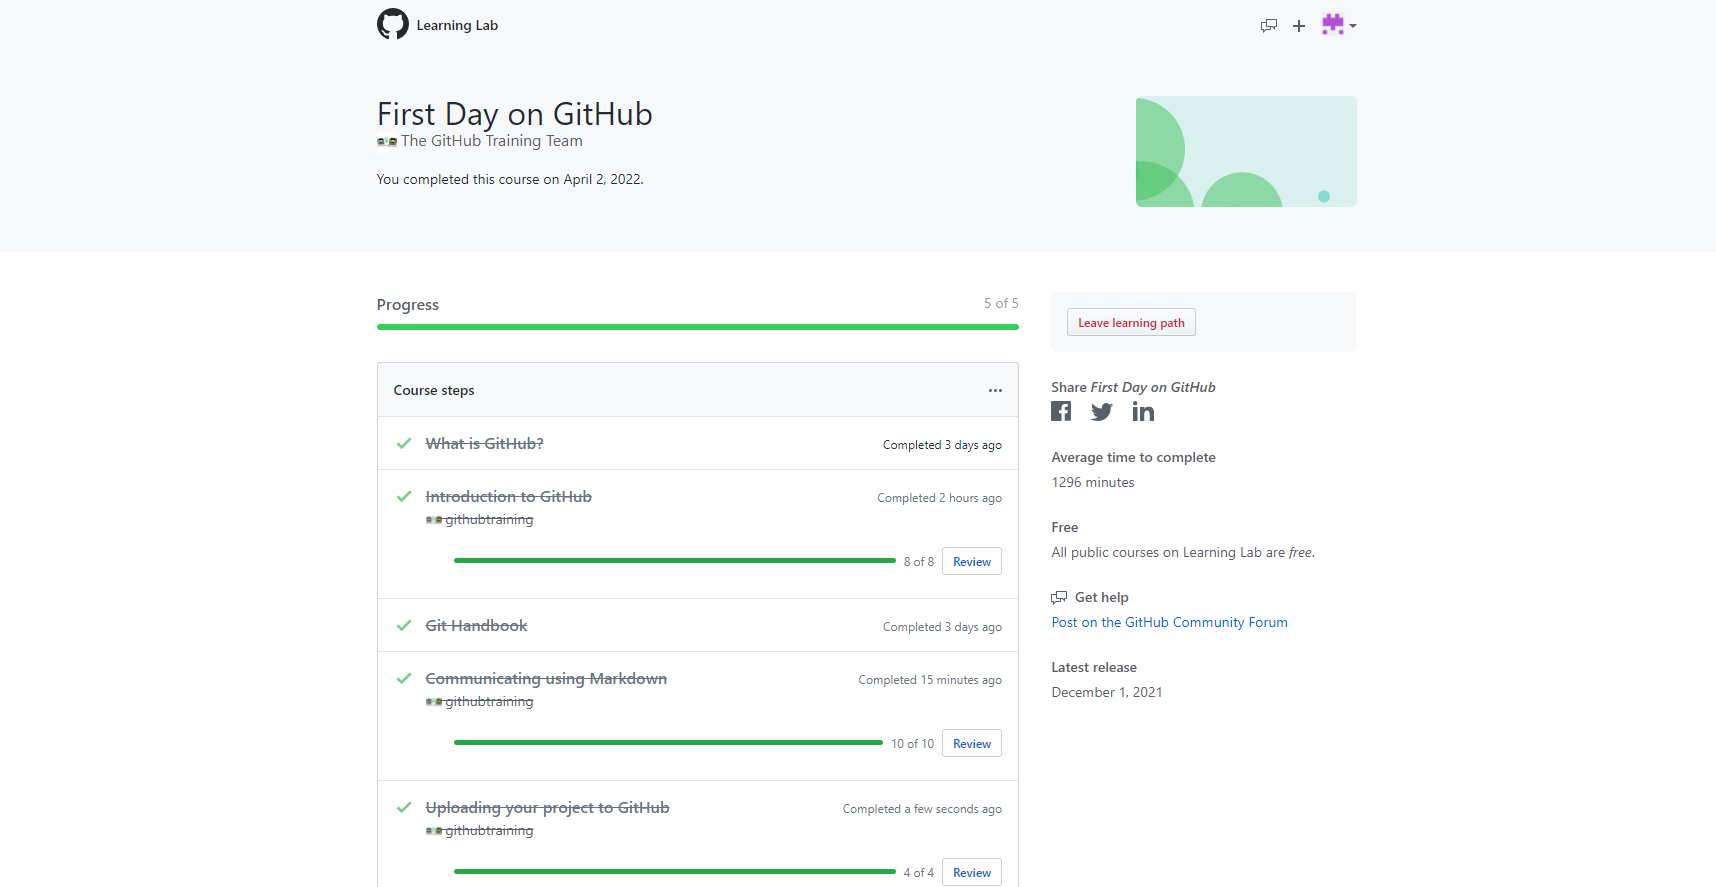 Learning Lab
First Day on GitHub
The GitHub Training Team
You completed this course on April 2, 2022.
Progress
5 of 5
Course steps
What is GitHub?
Completed 3 days ago
Introduction to GitHub
Completed 2 hours ago
githubtraining
8 of 8
Review
Git Handbook
Completed 3 days ago
Communicating using Markdown
Completed 15 minutes ago
githubtraining
10 of 10
Review
Uploading your project to GitHub
Completed a few seconds ago
githubtraining
4 of 4
Review
Leave learning path
Share First Day on GitHub
Average time to complete
1296 minutes
Free
All public courses on Learning Lab are free.
Get help
Post on the GitHub Community Forum
Latest release
December 1, 2021